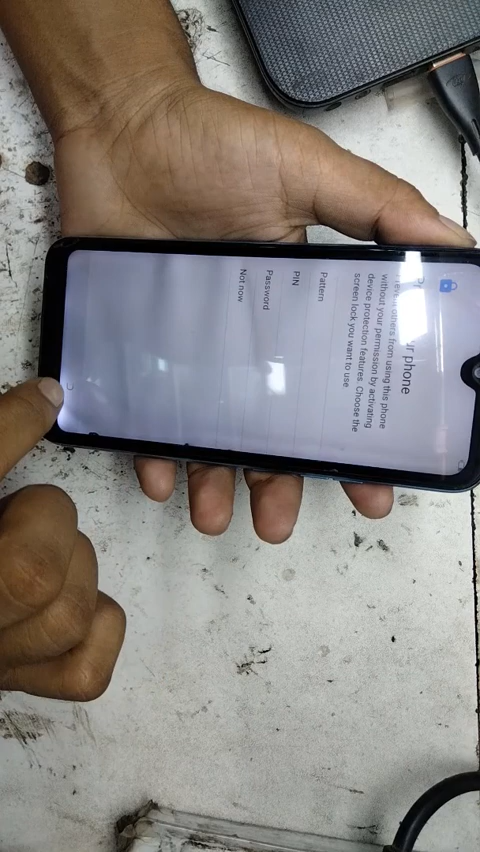 ur phone
others from using this phone
without your permission by activating
device protection features. Choose the
screen lock you want to use.
Pattern
PIN
Password
Not now